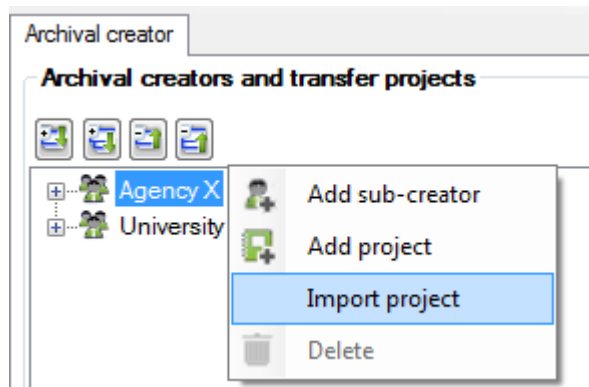 Archival creator
Archival creators and transfer projects
Agency X
University
Add sub-creator
Add project
Import project
Delete